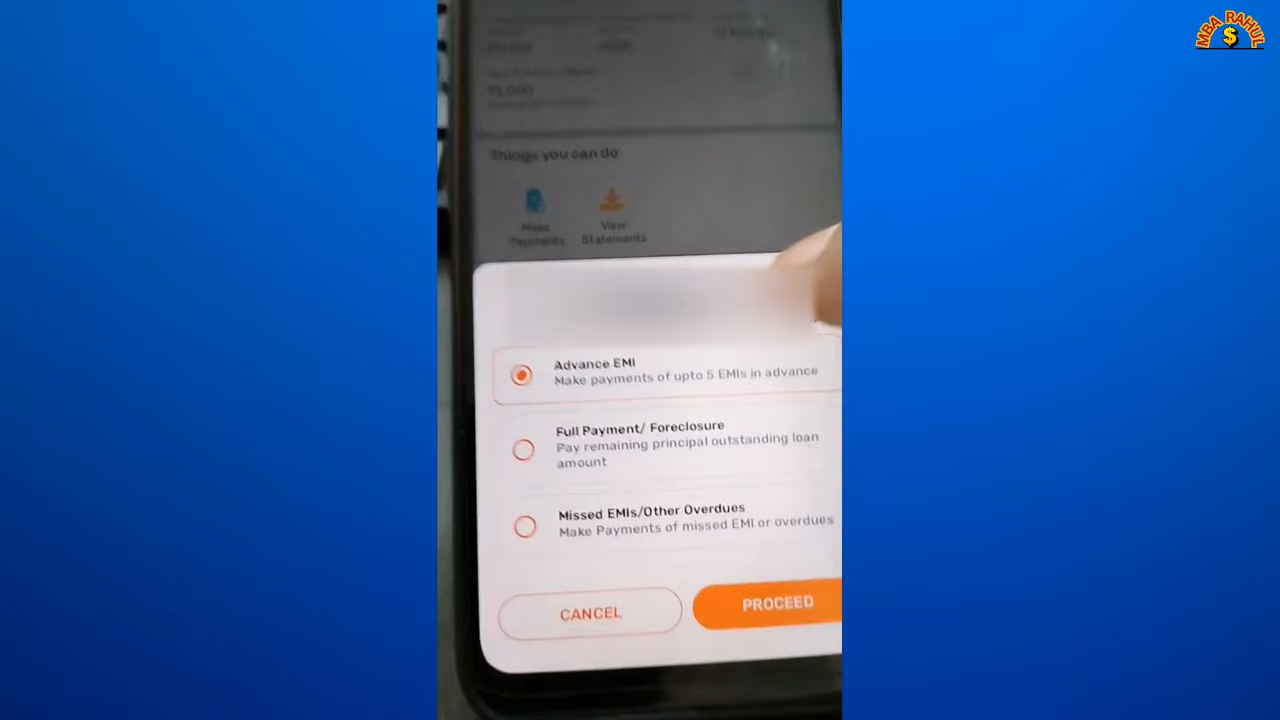 MBA RAHUL
$
Things you can do
Make
Payments
View
Statements
Advance EMI
Make payments of upto 5 EMIs in advance
Full Payment/ Foreclosure
Pay remaining principal outstanding loan
amount
Missed EMIs/Other Overdues
Make Payments of missed EMI or overdues
CANCEL
PROCEED